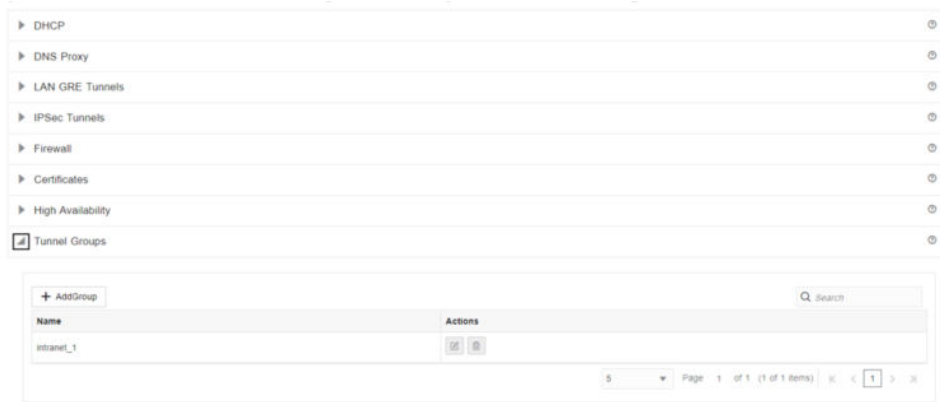 DHCP
DNS Proxy
LAN GRE Tunnels
IPSec Tunnels
Firewall
Certificates
High Availability
Tunnel Groups
+ AddGroup Search
Name Actions
intranet_1
5 Page 1 of 1 (1 of 1 items) K < 1 > >|